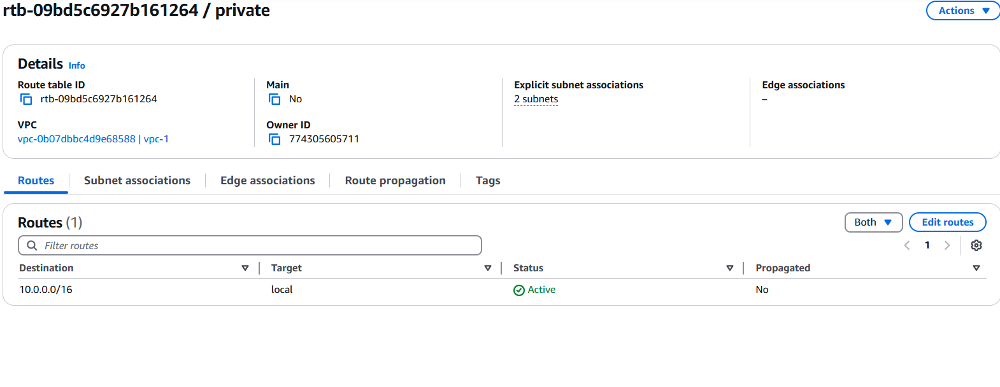 rtb-09bd5c6927b161264 / private
Actions
Details Info
Route table ID
rtb-09bd5c6927b161264
Main
No
Explicit subnet associations
2 subnets
Edge associations
–
VPC
vpc-0b07dbbc4d9e68588 | vpc-1
Owner ID
774305605711
Routes
Subnet associations
Edge associations
Route propagation
Tags
Routes (1)
Both
Edit routes
Filter routes
1
Destination
Target
Status
Propagated
10.0.0.0/16
local
Active
No